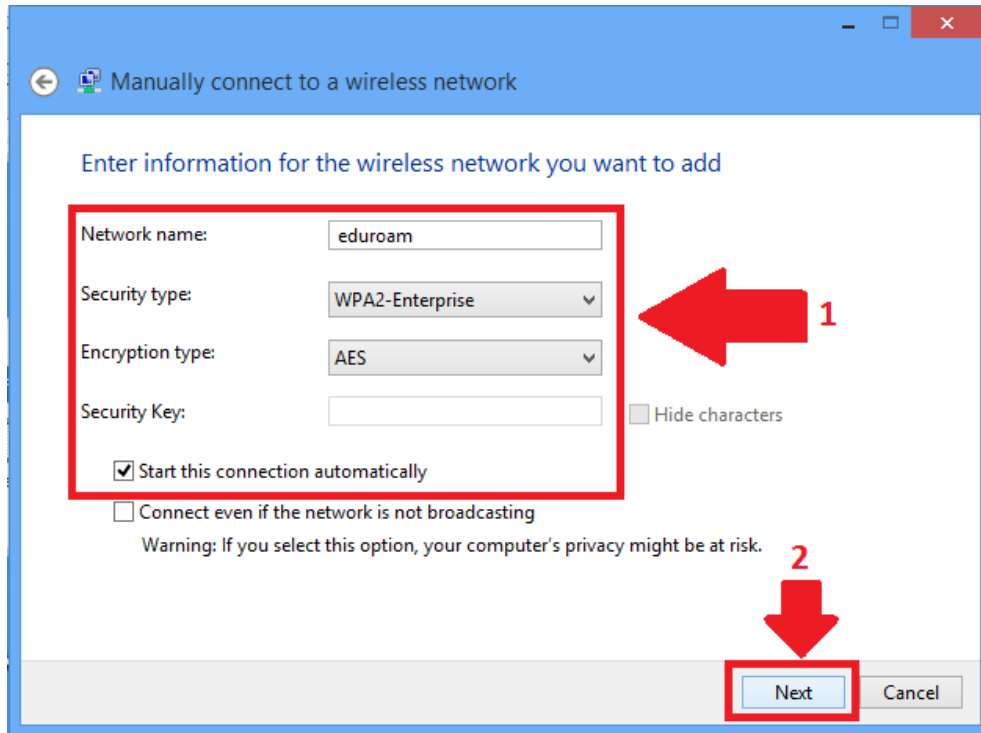 Manually connect to a wireless network
Enter information for the wireless network you want to add
Network name: eduroam
Security type: WPA2-Enterprise
1
Encryption type: AES
Security Key:
Hide characters
Start this connection automatically
Connect even if the network is not broadcasting
Warning: If you select this option, your computer's privacy might be at risk.
2
Next Cancel